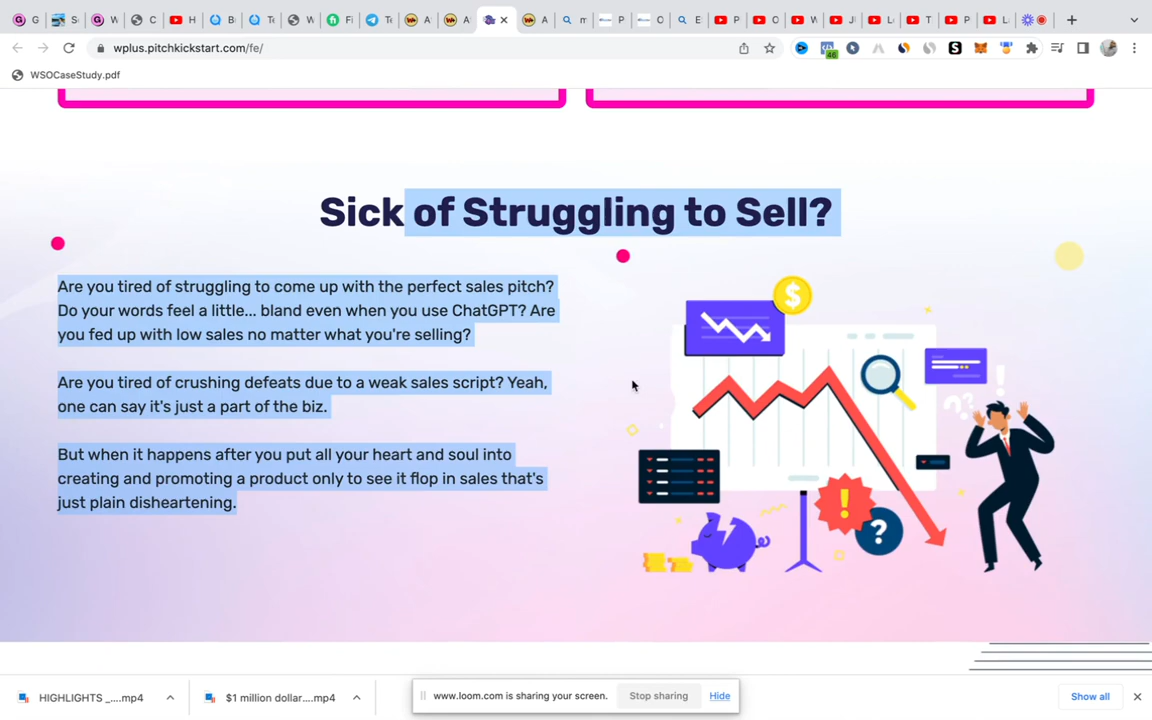 G
W
S
G
W
C
H
B
Te
W
Fi
Te
A
A
A
m
P
O
E
P
O
W
Jl
L
T
P
L
wplus.pitchkickstart.com/fe/
46
WSOCaseStudy.pdf
Sick of Struggling to Sell?
Are you tired of struggling to come up with the perfect sales pitch?
Do your words feel a little... bland even when you use ChatGPT? Are
you fed up with low sales no matter what you're selling?
Are you tired of crushing defeats due to a weak sales script? Yeah,
one can say it's just a part of the biz.
But when it happens after you put all your heart and soul into
creating and promoting a product only to see it flop in sales that's
just plain disheartening.
$
!
?
HIGHLIGHTS _....mp4
$1 million dollar....mp4
www.loom.com is sharing your screen.
Stop sharing
Hide
Show all